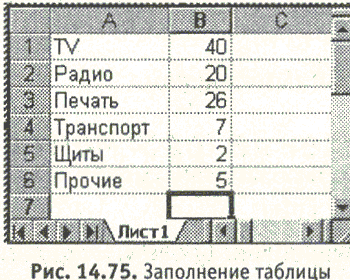 A B C
1 TV 40
2 Радио 20
3 Печать 26
4 Транспорт 7
5 Щиты 2
6 Прочие 5
7
Лист1
Рис. 14.75. Заполнение таблицы